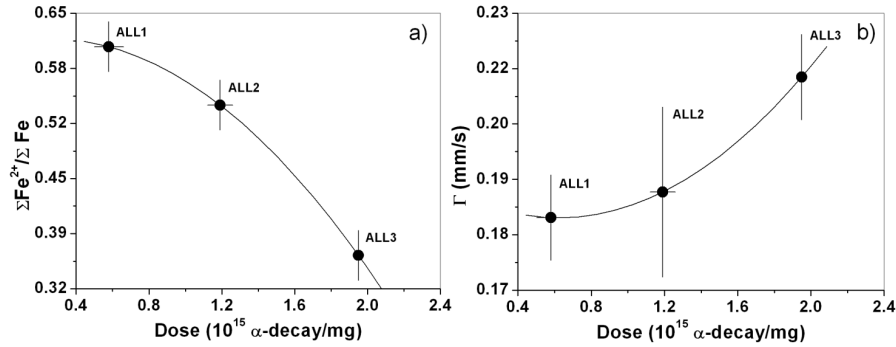 a)
ALL1
ALL2
ALL3
0.65
0.58
0.52
0.45
0.39
0.32
ΣFe²⁺/Σ Fe
0.4 0.8 1.2 1.6 2.0 2.4
Dose (10¹⁵ α-decay/mg)
b)
ALL3
ALL2
ALL1
0.23
0.22
0.20
0.19
0.18
0.17
Γ (mm/s)
0.4 0.8 1.2 1.6 2.0 2.4
Dose (10¹⁵ α-decay/mg)